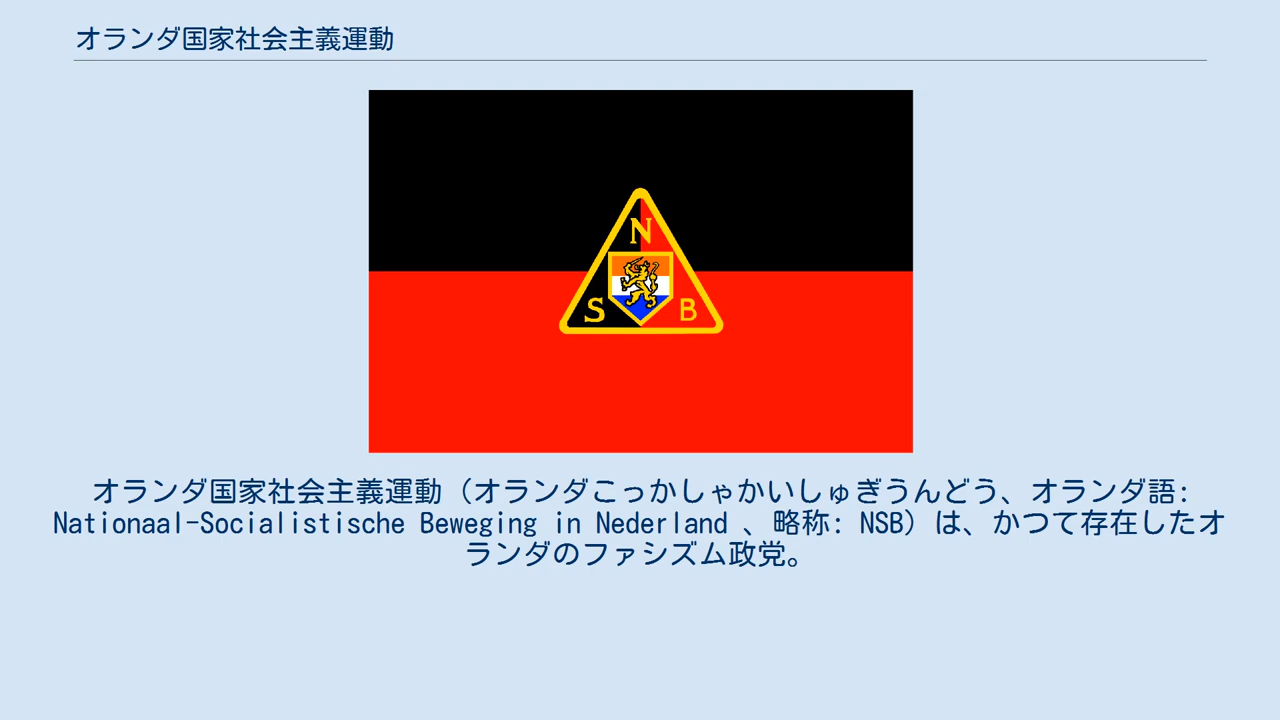 オランダ国家社会主義運動
N
S B
オランダ国家社会主義運動（オランダこっかしゃかいしゅぎうんどう、オランダ語:
Nationaal-Socialistische Beweging in Nederland 、略称: NSB）は、かつて存在したオ
ランダのファシズム政党。